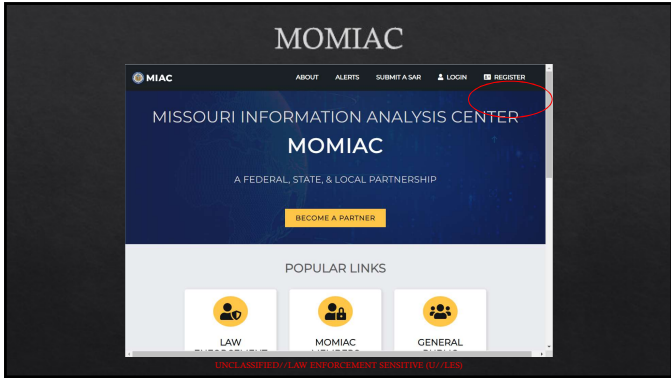 MOMIAC
MIAC ABOUT ALERTS SUBMIT A SAR LOGIN REGISTER
MISSOURI INFORMATION ANALYSIS CENTER
MOMIAC
A FEDERAL, STATE, & LOCAL PARTNERSHIP
BECOME A PARTNER
POPULAR LINKS
LAW MOMIAC GENERAL
UNCLASSIFIED//LAW ENFORCEMENT SENSITIVE (U//LES)